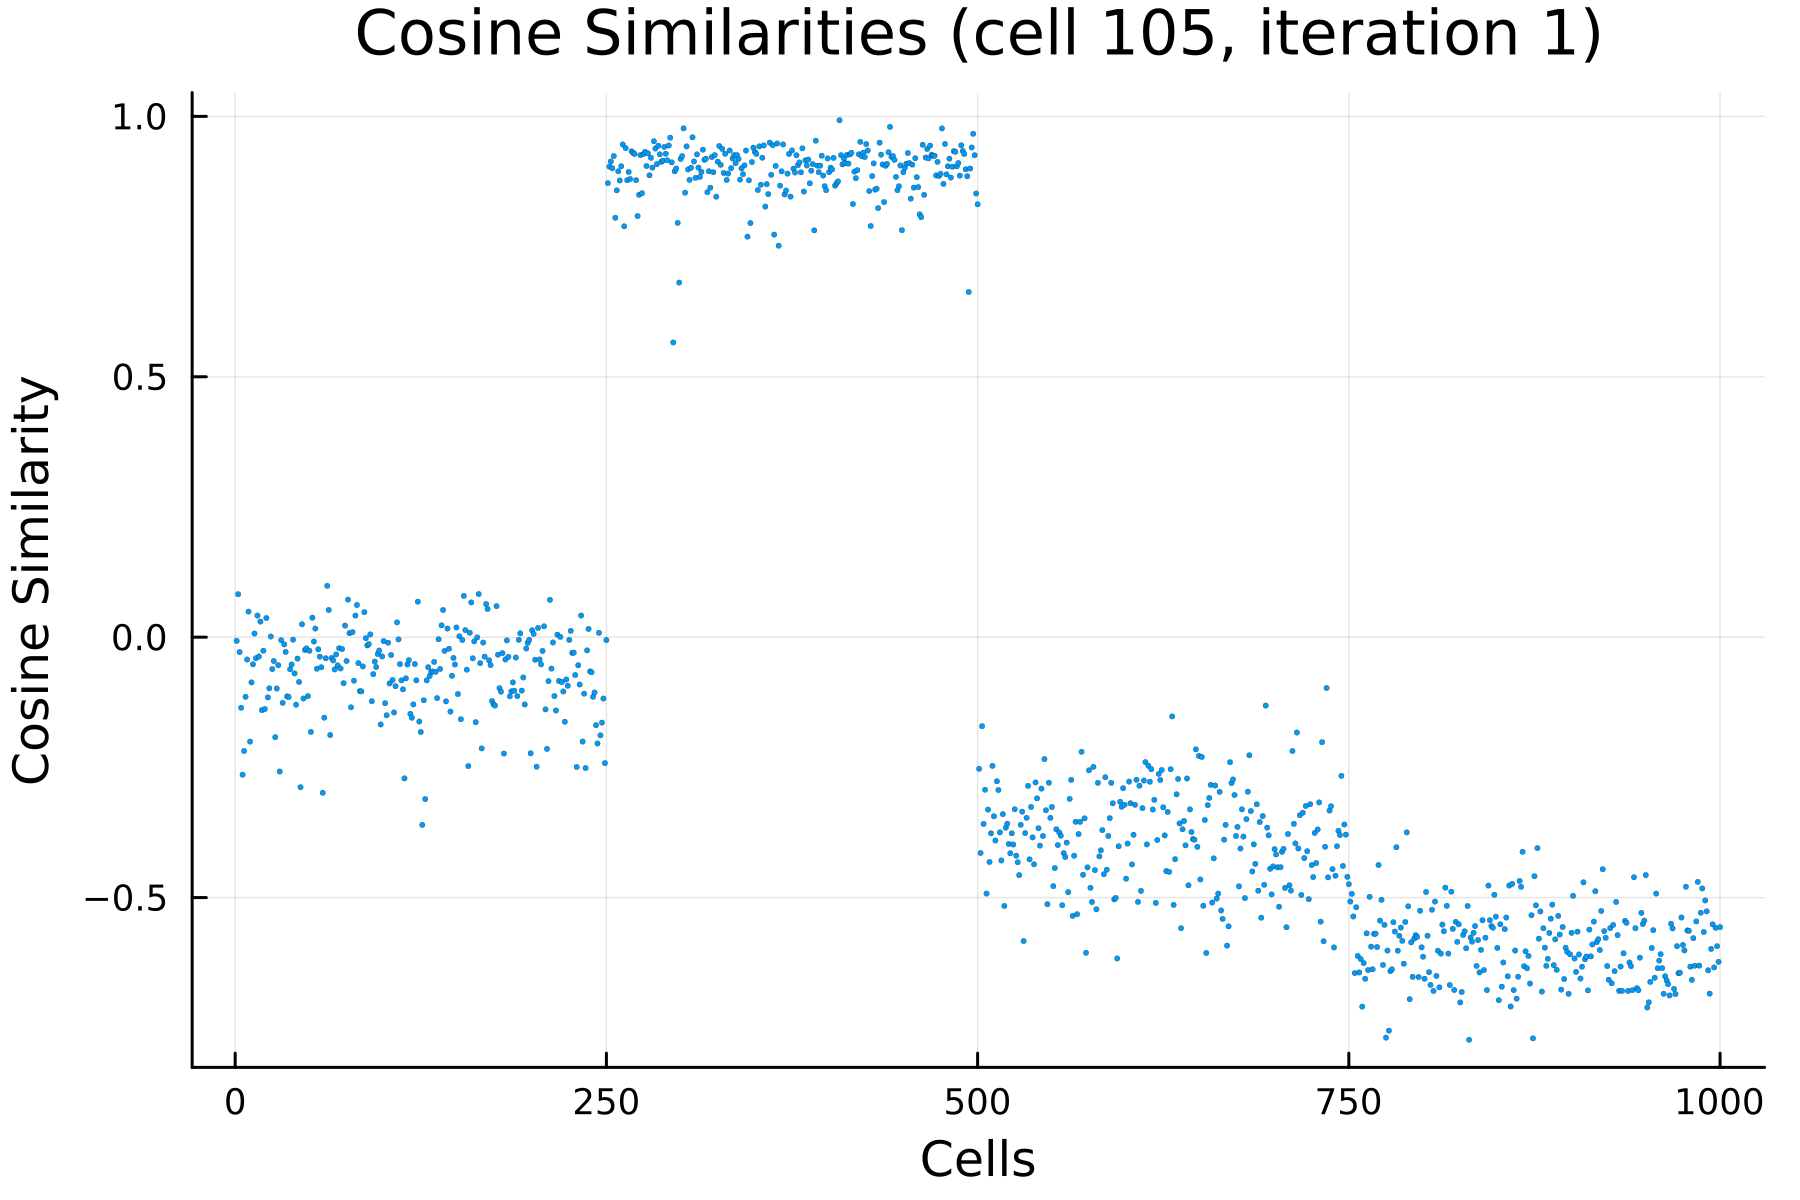 Cosine Similarities (cell 105, iteration 1)
Cosine Similarity
1.0
0.5
0.0
−0.5
0 250 500 750 1000
Cells